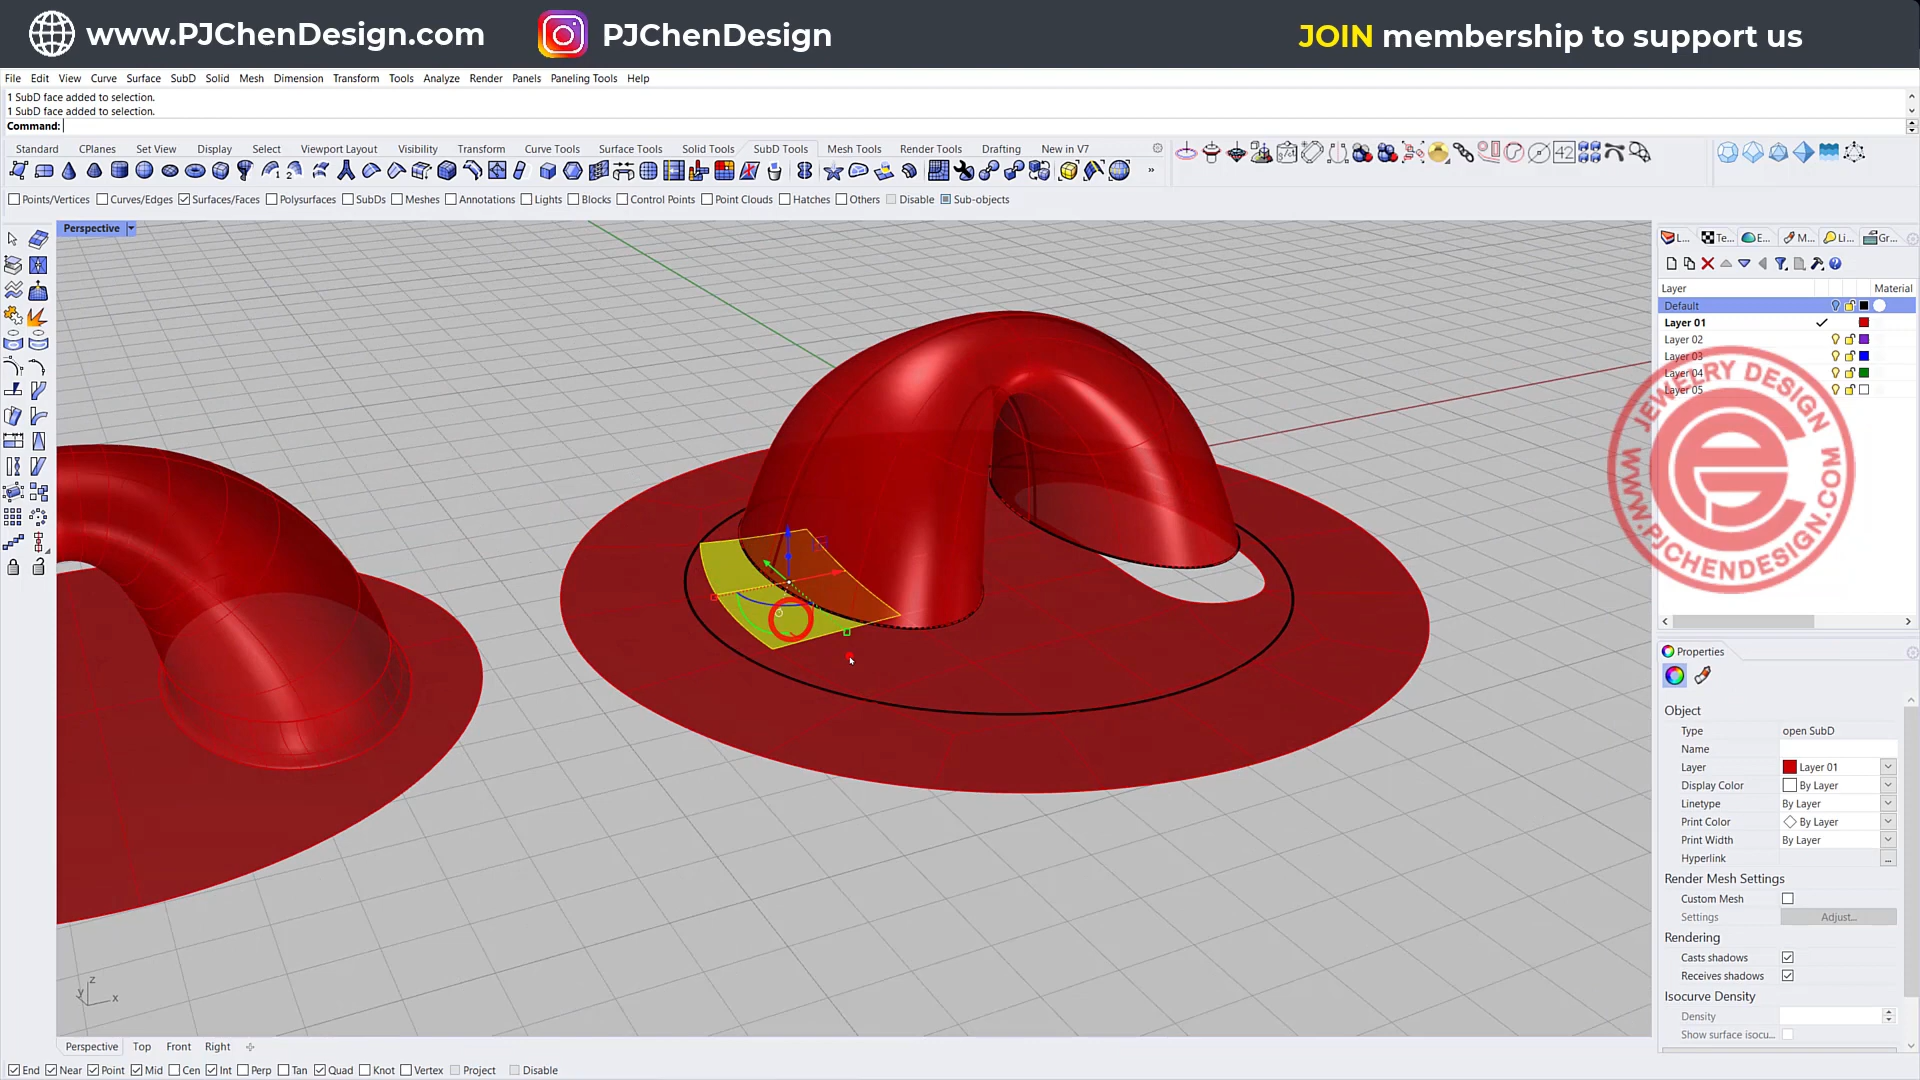 www.PJChenDesign.com PJChenDesign JOIN membership to support us
File Edit View Curve Surface SubD Solid Mesh Dimension Transform Tools Analyze Render Panels Paneling Tools Help
1 SubD face added to selection.
1 SubD face added to selection.
Command:
Standard CPlanes Set View Display Select Viewport Layout Visibility Transform Curve Tools Surface Tools Solid Tools SubD Tools Mesh Tools Render Tools Drafting New in V7
Points/Vertices Curves/Edges Surfaces/Faces Polysurfaces SubDs Meshes Annotations Lights Blocks Control Points Point Clouds Hatches Others Disable Sub-objects
Perspective
L... Te... E... M... Li... Gr...
Layer Material
Default
Layer 01
Layer 02
Layer 03
Layer 04
Layer 05
JEWELRY DESIGN
WWW.PJCHENDESIGN.COM
Properties
Object
Type open SubD
Name
Layer Layer 01
Display Color By Layer
Linetype By Layer
Print Color By Layer
Print Width By Layer
Hyperlink ...
Render Mesh Settings
Custom Mesh
Settings Adjust...
Rendering
Casts shadows
Receives shadows
Isocurve Density
Density
Show surface isocu...
z
y
x
Perspective Top Front Right
End Near Point Mid Cen Int Perp Tan Quad Knot Vertex Project Disable